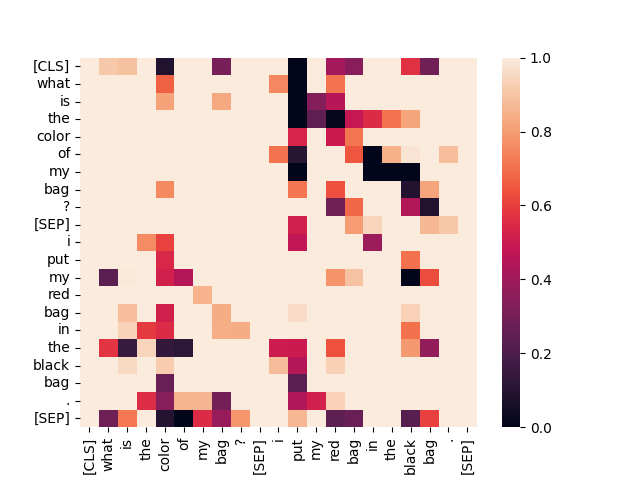 [CLS]
what
is
the
color
of
my
bag
?
[SEP]
i
put
my
red
bag
in
the
black
bag
.
[SEP]
[CLS]
what
is
the
color
of
my
bag
?
[SEP]
i
put
my
red
bag
in
the
black
bag
.
[SEP]
1.0
0.8
0.6
0.4
0.2
0.0